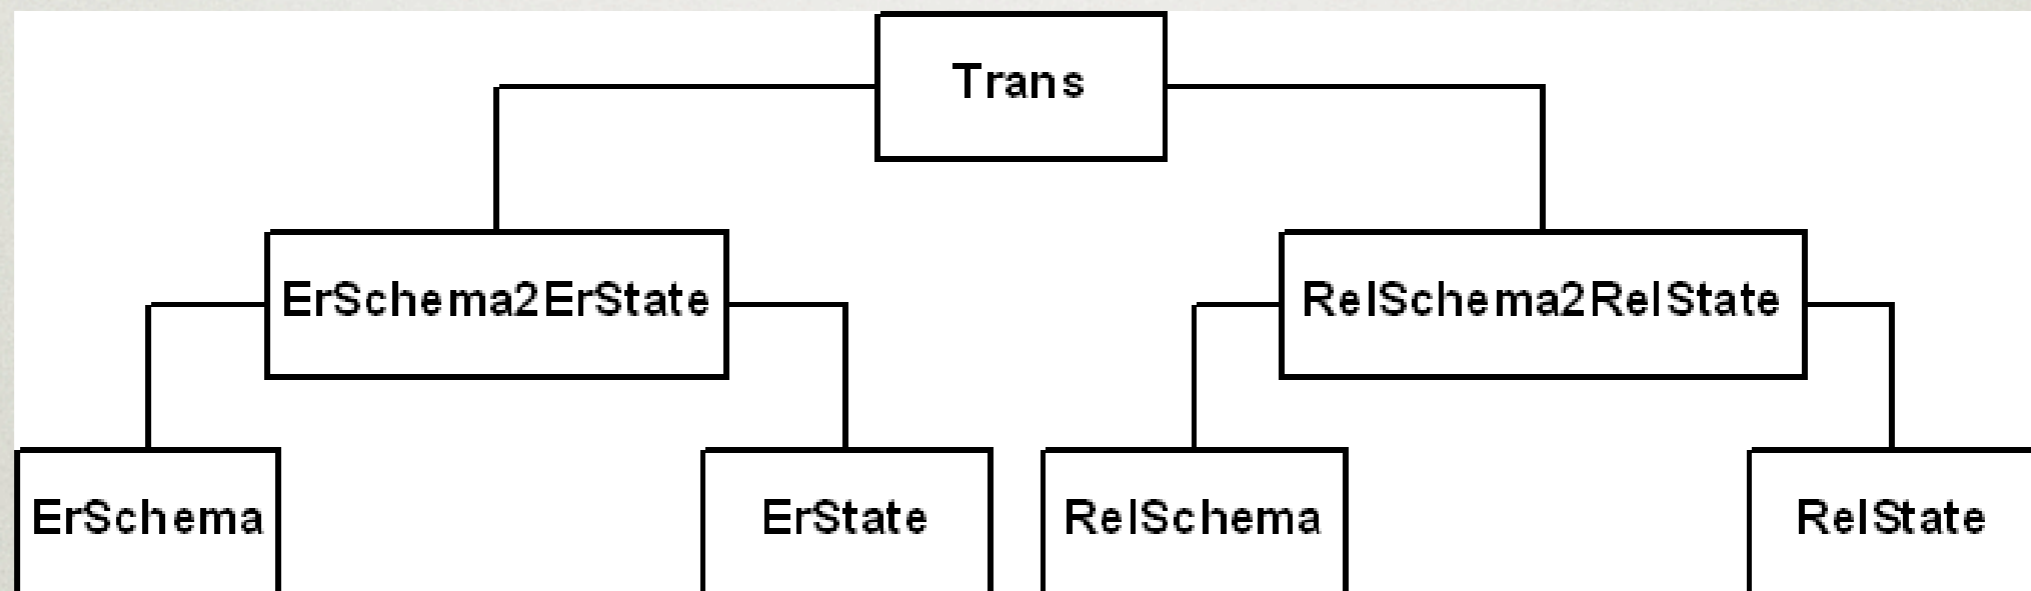 Trans
ErSchema2ErState
RelSchema2RelState
ErSchema
ErState
RelSchema
RelState